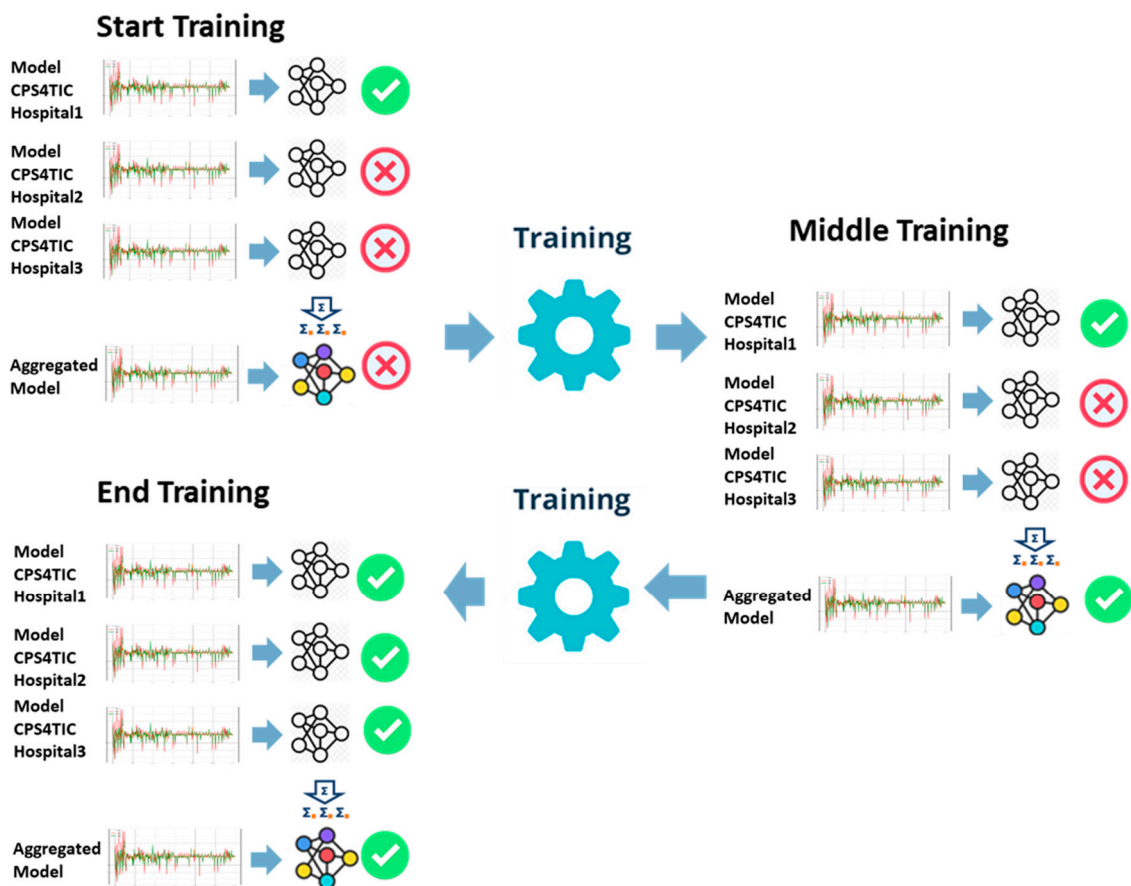 Start Training
Model
CPS4TIC
Hospital1
Model
CPS4TIC
Hospital2
Model
CPS4TIC
Hospital3
Σ
Σ. Σ. Σ.
Aggregated
Model
Training
Middle Training
Model
CPS4TIC
Hospital1
Model
CPS4TIC
Hospital2
Model
CPS4TIC
Hospital3
Σ
Σ. Σ. Σ.
Aggregated
Model
Training
End Training
Model
CPS4TIC
Hospital1
Model
CPS4TIC
Hospital2
Model
CPS4TIC
Hospital3
Σ
Σ. Σ. Σ.
Aggregated
Model